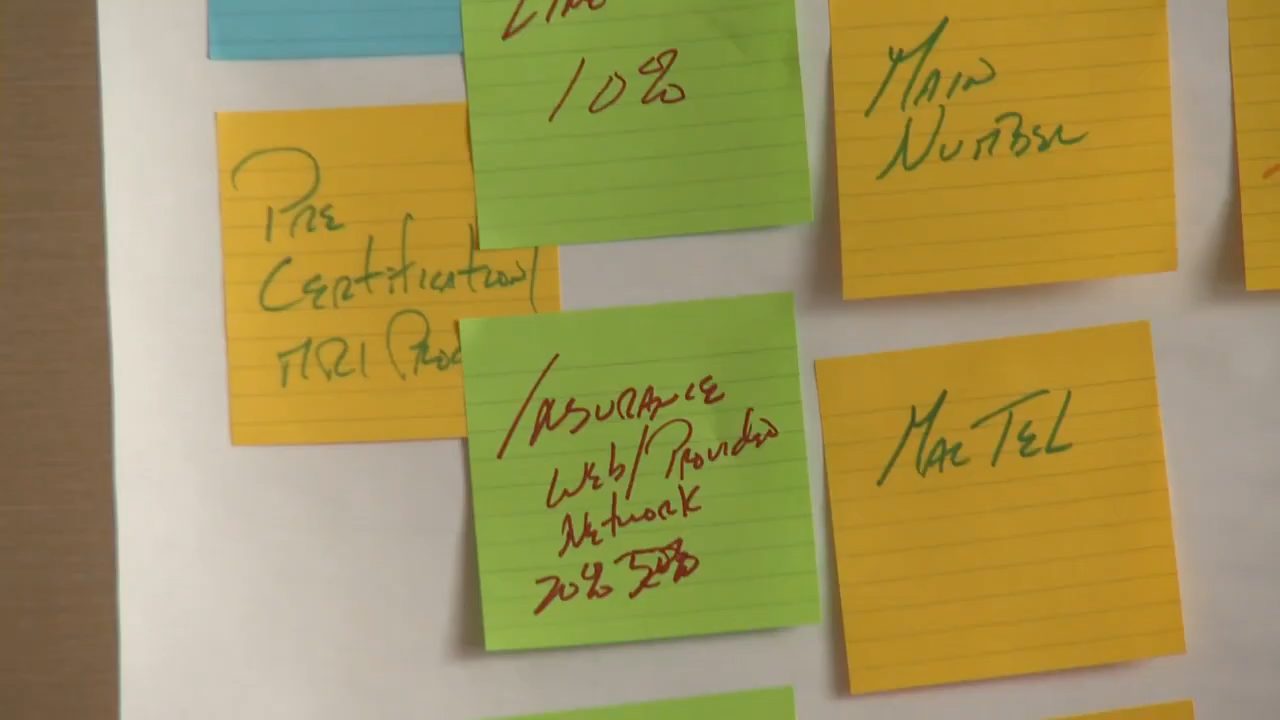 10%
MAIN
NUMBER
PRE
CERTIFICATION/
MRI
INSURANCE
WEB/PROVIDER
NETWORK
MACTEL